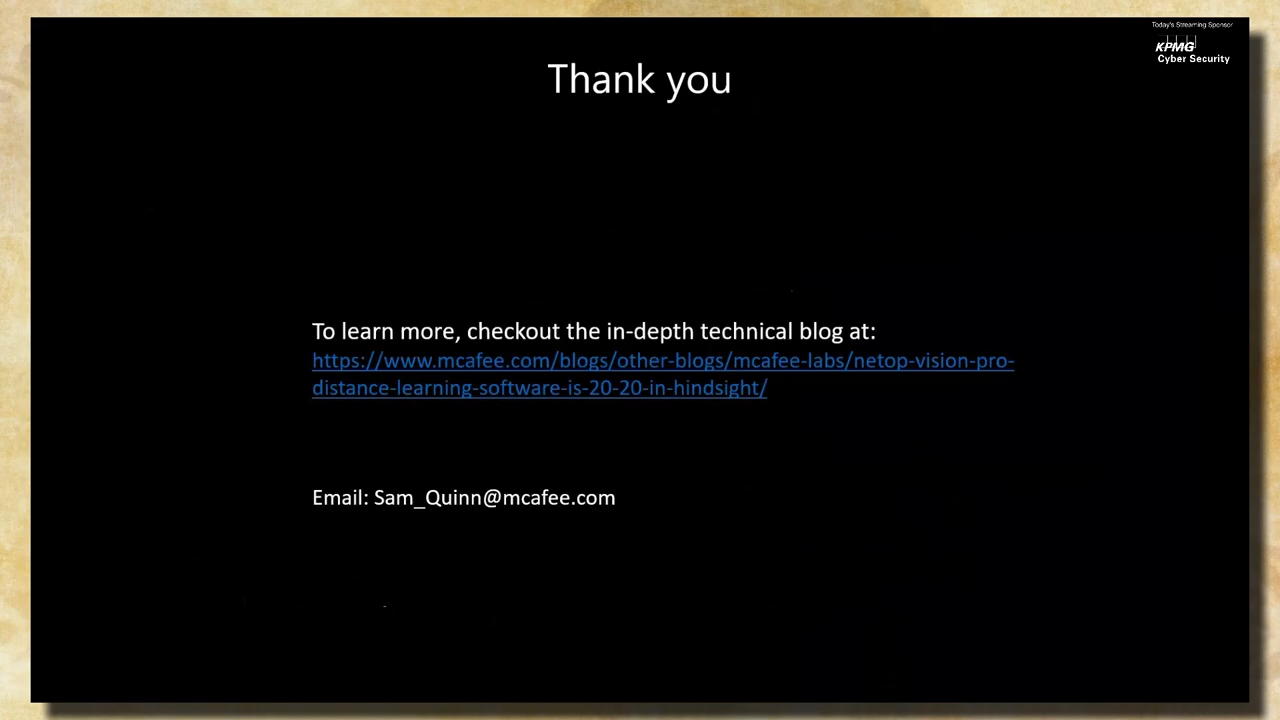 Today's Streaming Sponsor
KPMG
Cyber Security
Thank you
To learn more, checkout the in-depth technical blog at:
https://www.mcafee.com/blogs/other-blogs/mcafee-labs/netop-vision-pro-
distance-learning-software-is-20-20-in-hindsight/
Email: Sam_Quinn@mcafee.com